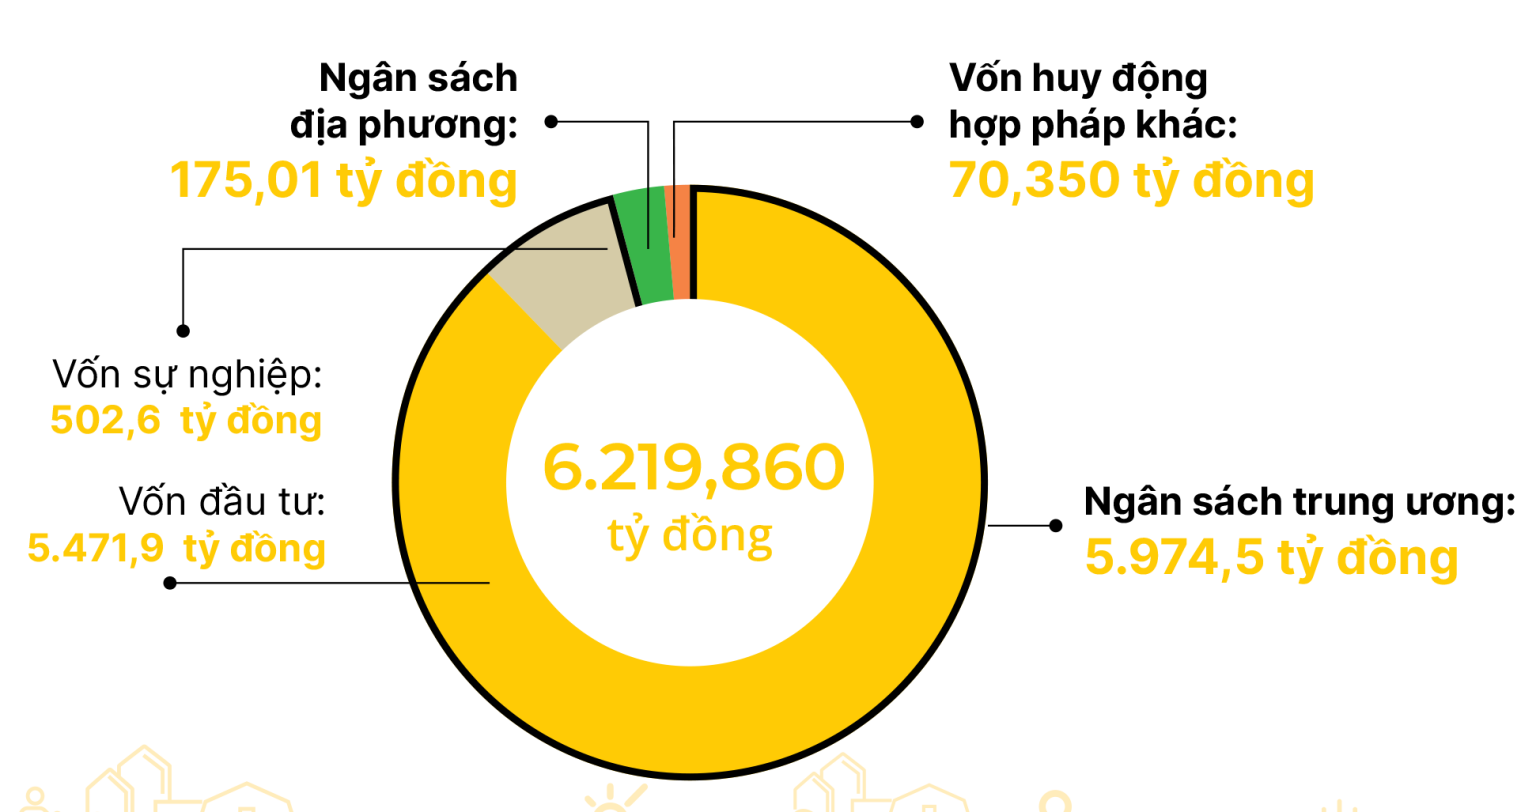 Ngân sách
địa phương:
175,01 tỷ đồng
Vốn huy động
hợp pháp khác:
70,350 tỷ đồng
Vốn sự nghiệp:
502,6 tỷ đồng
Vốn đầu tư:
5.471,9 tỷ đồng
6.219,860
tỷ đồng
Ngân sách trung ương:
5.974,5 tỷ đồng